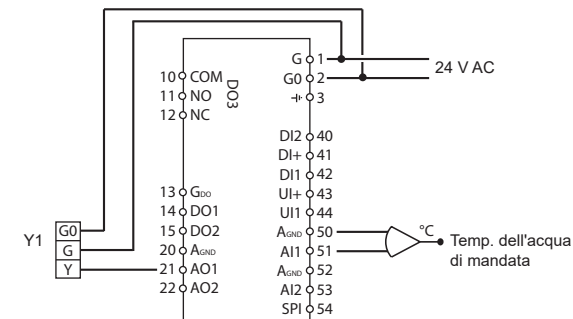 G 1
G0 2
3
24 V AC
10 COM
11 NO
12 NC
DO3
DI2 40
DI+ 41
DI1 42
UI+ 43
UI1 44
13 GDO
14 DO1
15 DO2
20 AGND
21 AO1
22 AO2
AGND 50
AI1 51
AGND 52
AI2 53
SPI 54
Y1
G0
G
Y
°C
Temp. dell'acqua
di mandata